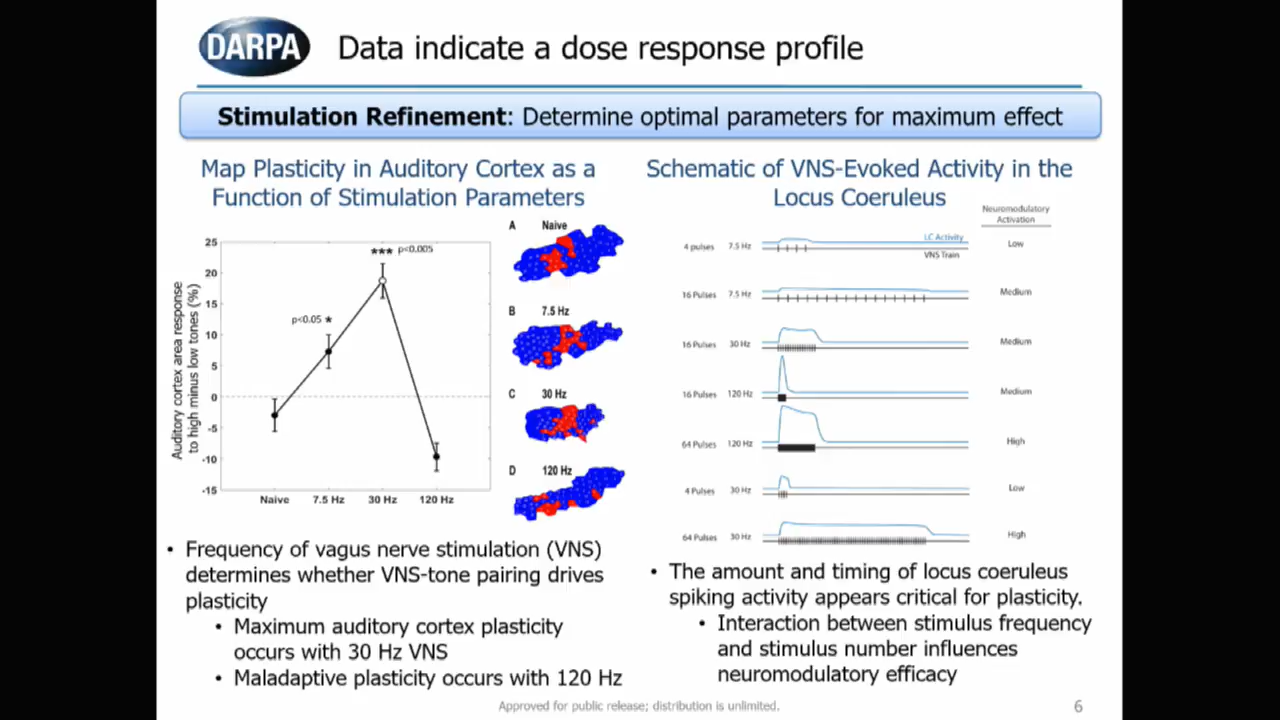 DARPA
Data indicate a dose response profile
Stimulation Refinement: Determine optimal parameters for maximum effect
Map Plasticity in Auditory Cortex as a
Function of Stimulation Parameters
Auditory cortex area response
to high minus low tones (%)
25
20
15
10
5
0
-5
-10
-15
p<0.05 *
*** p<0.005
Naive 7.5 Hz 30 Hz 120 Hz
A Naive
B 7.5 Hz
C 30 Hz
D 120 Hz
• Frequency of vagus nerve stimulation (VNS)
determines whether VNS-tone pairing drives
plasticity
• Maximum auditory cortex plasticity
occurs with 30 Hz VNS
• Maladaptive plasticity occurs with 120 Hz
Schematic of VNS-Evoked Activity in the
Locus Coeruleus
Neuromodulatory
Activation
4 pulses 7.5 Hz LC Activity Low
VNS Train
16 Pulses 7.5 Hz Medium
16 Pulses 30 Hz Medium
16 Pulses 120 Hz Medium
64 Pulses 120 Hz High
4 Pulses 30 Hz Low
64 Pulses 30 Hz High
• The amount and timing of locus coeruleus
spiking activity appears critical for plasticity.
• Interaction between stimulus frequency
and stimulus number influences
neuromodulatory efficacy
Approved for public release; distribution is unlimited.
6